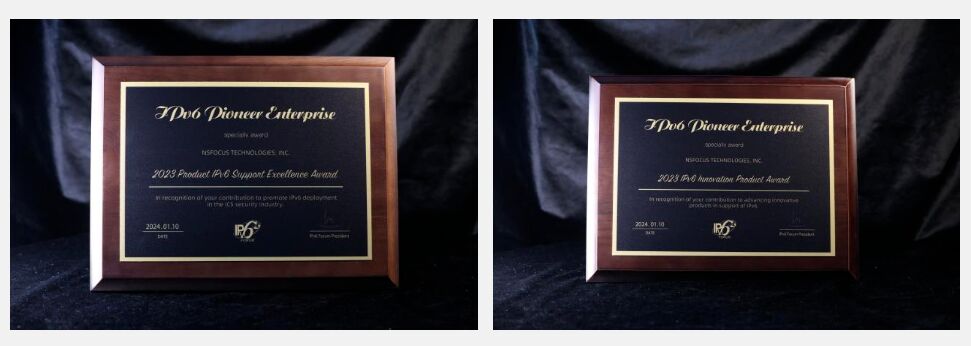 IPv6 Pioneer Enterprise
specially award
NSFOCUS TECHNOLOGIES, INC.
2023 Product IPv6 Support Excellence Award
In recognition of your contribution to promote IPv6 deployment
in the ICS security industry.
2024.01.10
DATE
IPv6
FORUM
IPv6 Forum President
IPv6 Pioneer Enterprise
specially award
NSFOCUS TECHNOLOGIES, INC.
2023 IPv6 Innovation Product Award
In recognition of your contribution to advancing innovative
products in support of IPv6.
2024.01.10
DATE
IPv6
FORUM
IPv6 Forum President